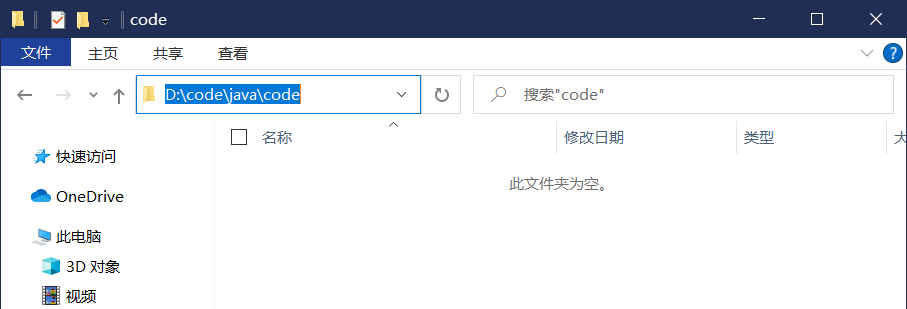 code
文件 主页 共享 查看
D:\code\java\code 搜索"code"
名称 修改日期 类型 大
此文件夹为空。
快速访问
OneDrive
此电脑
3D 对象
视频